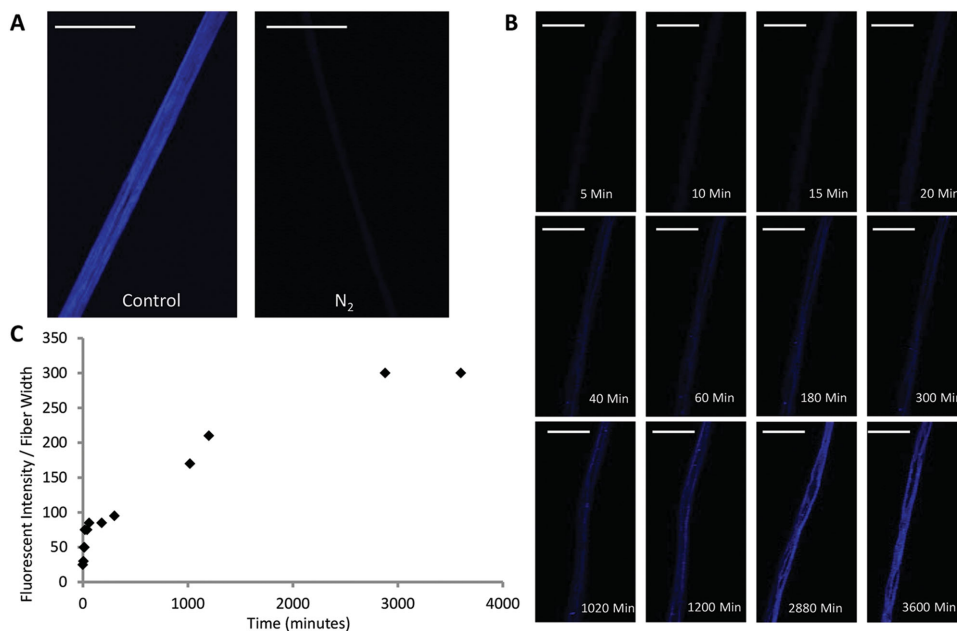 A
Control
N2
B
5 Min
10 Min
15 Min
20 Min
40 Min
60 Min
180 Min
300 Min
1020 Min
1200 Min
2880 Min
3600 Min
C
Fluorescent Intensity / Fiber Width
350
300
250
200
150
100
50
0
0
1000
2000
3000
4000
Time (minutes)